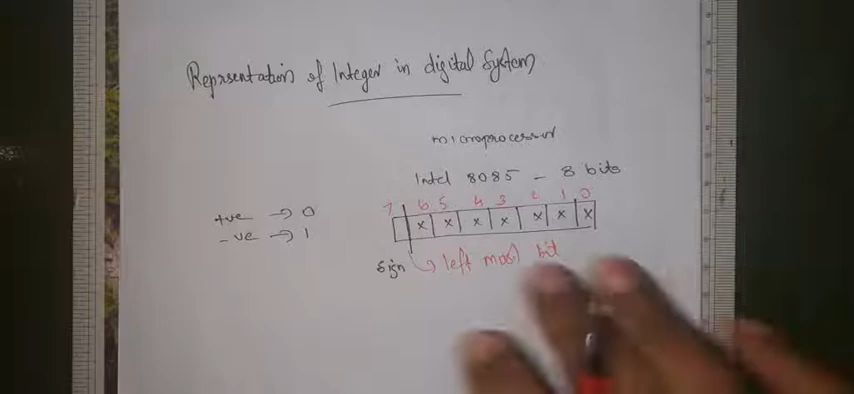 Representation of Integer in digital System
microprocessor
Intel 8085 - 8 bits
7 6 5 4 3 2 1 0
+ve → 0
x x x x x x x
-ve → 1
sign → left most bit